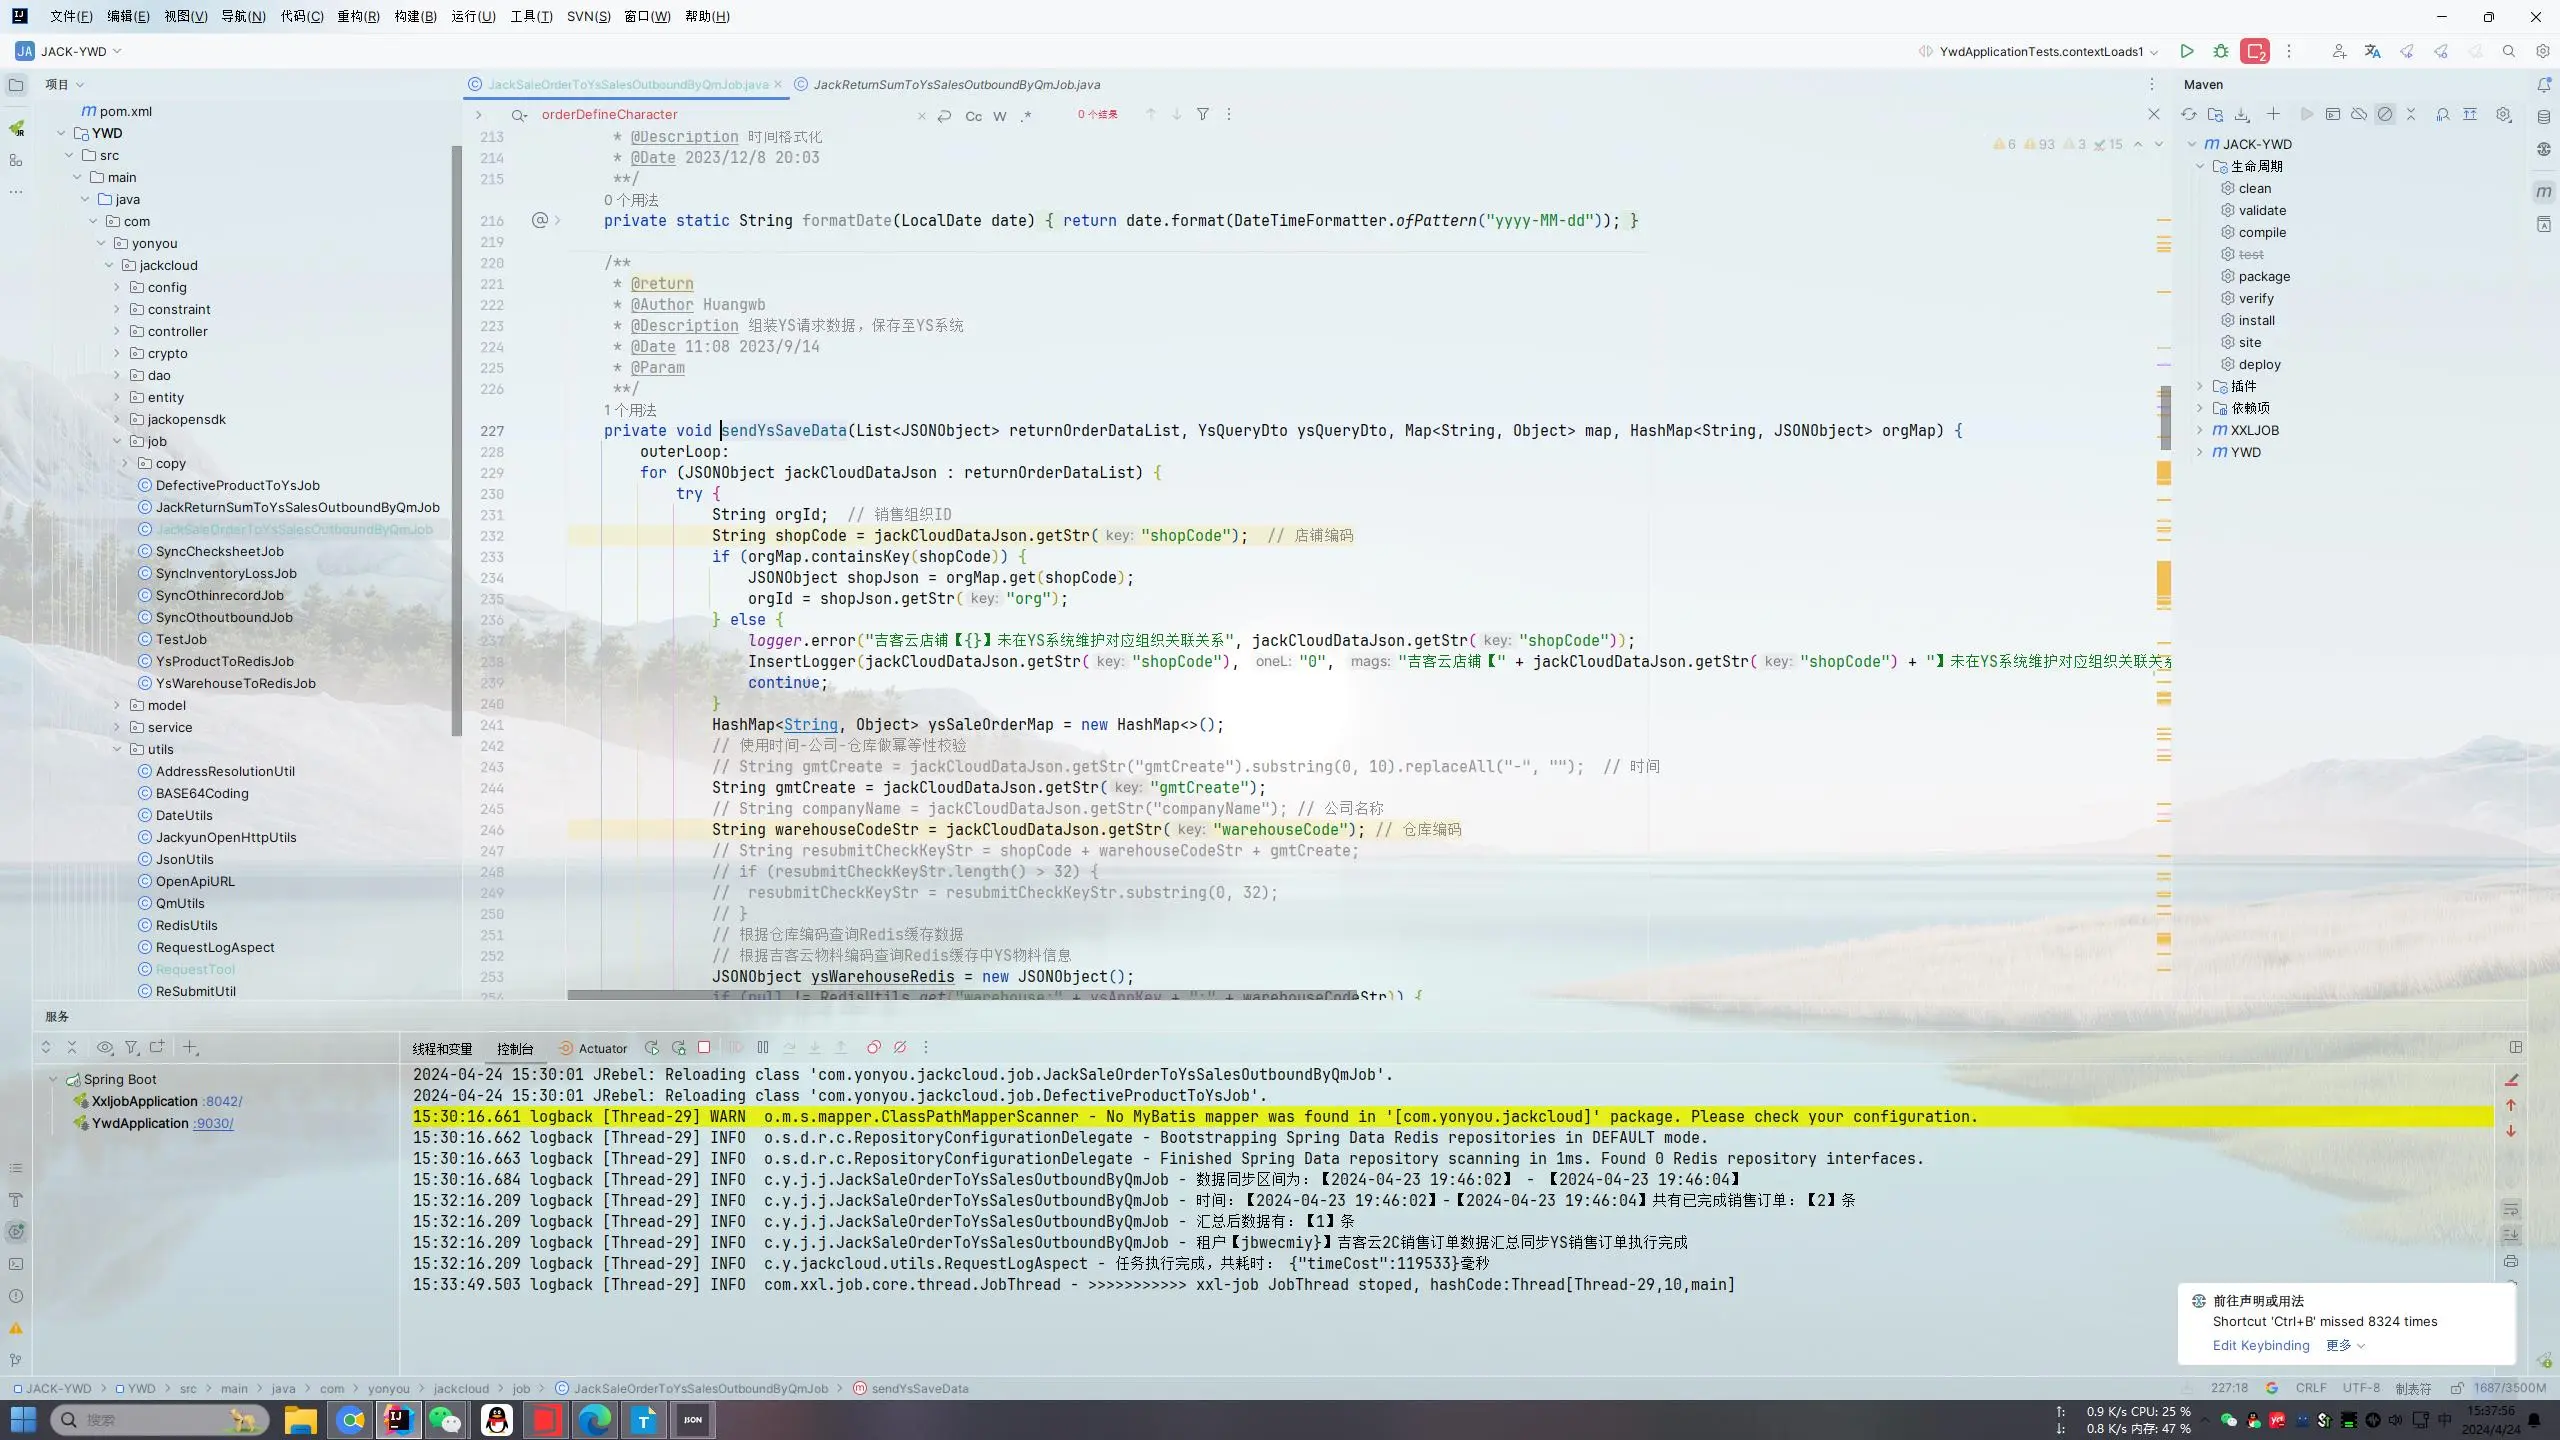 文件(F) 编辑(E) 视图(V) 导航(N) 代码(C) 重构(R) 构建(B) 运行(U) 工具(T) SVN(S) 窗口(W) 帮助(H)
JA JACK-YWD
YwdApplicationTests.contextLoads1
项目
pom.xml
YWD
src
main
java
com
yonyou
jackcloud
config
constraint
controller
crypto
dao
entity
jackopensdk
job
copy
DefectiveProductToYsJob
JackReturnSumToYsSalesOutboundByQmJob
JackSaleOrderToYsSalesOutboundByQmJob
SyncChecksheetJob
SyncInventoryLossJob
SyncOthinrecordJob
SyncOthoutboundJob
TestJob
YsProductToRedisJob
YsWarehouseToRedisJob
model
service
utils
AddressResolutionUtil
BASE64Coding
DateUtils
JackyunOpenHttpUtils
JsonUtils
OpenApiURL
QmUtils
RedisUtils
RequestLogAspect
RequestTool
ReSubmitUtil
JackSaleOrderToYsSalesOutboundByQmJob.java JackReturnSumToYsSalesOutboundByQmJob.java
orderDefineCharacter Cc W .* 0 个结果
6 93 3 15
213 * @Description 时间格式化
214 * @Date 2023/12/8 20:03
215 **/
0 个用法
216 private static String formatDate(LocalDate date) { return date.format(DateTimeFormatter.ofPattern("yyyy-MM-dd")); }
219
220 /**
221 * @return
222 * @Author Huangwb
223 * @Description 组装YS请求数据，保存至YS系统
224 * @Date 11:08 2023/9/14
225 * @Param
226 **/
1 个用法
227 private void sendYsSaveData(List<JSONObject> returnOrderDataList, YsQueryDto ysQueryDto, Map<String, Object> map, HashMap<String, JSONObject> orgMap) {
228 outerLoop:
229 for (JSONObject jackCloudDataJson : returnOrderDataList) {
230 try {
231 String orgId; // 销售组织ID
232 String shopCode = jackCloudDataJson.getStr( key: "shopCode"); // 店铺编码
233 if (orgMap.containsKey(shopCode)) {
234 JSONObject shopJson = orgMap.get(shopCode);
235 orgId = shopJson.getStr( key: "org");
236 } else {
237 logger.error("吉客云店铺【{}】未在YS系统维护对应组织关联关系", jackCloudDataJson.getStr( key: "shopCode"));
238 InsertLogger(jackCloudDataJson.getStr( key: "shopCode"), oneL: "0", mags: "吉客云店铺【" + jackCloudDataJson.getStr( key: "shopCode") + "】未在YS系统维护对应组织关联关系
239 continue;
240 }
241 HashMap<String, Object> ysSaleOrderMap = new HashMap<>();
242 // 使用时间-公司-仓库做幂等性校验
243 // String gmtCreate = jackCloudDataJson.getStr("gmtCreate").substring(0, 10).replaceAll("-", ""); // 时间
244 String gmtCreate = jackCloudDataJson.getStr( key: "gmtCreate");
245 // String companyName = jackCloudDataJson.getStr("companyName"); // 公司名称
246 String warehouseCodeStr = jackCloudDataJson.getStr( key: "warehouseCode"); // 仓库编码
247 // String resubmitCheckKeyStr = shopCode + warehouseCodeStr + gmtCreate;
248 // if (resubmitCheckKeyStr.length() > 32) {
249 // resubmitCheckKeyStr = resubmitCheckKeyStr.substring(0, 32);
250 // }
251 // 根据仓库编码查询Redis缓存数据
252 // 根据吉客云物料编码查询Redis缓存中YS物料信息
253 JSONObject ysWarehouseRedis = new JSONObject();
254 if (null != RedisUtils.get("warehouse:" + ysAppKey + ":" + warehouseCodeStr)) {
Maven
JACK-YWD
生命周期
clean
validate
compile
test
package
verify
install
site
deploy
插件
依赖项
XXLJOB
YWD
服务
线程和变量 控制台 Actuator
Spring Boot
XxljobApplication :8042/
YwdApplication :9030/
2024-04-24 15:30:01 JRebel: Reloading class 'com.yonyou.jackcloud.job.JackSaleOrderToYsSalesOutboundByQmJob'.
2024-04-24 15:30:01 JRebel: Reloading class 'com.yonyou.jackcloud.job.DefectiveProductToYsJob'.
15:30:16.661 logback [Thread-29] WARN o.m.s.mapper.ClassPathMapperScanner - No MyBatis mapper was found in '[com.yonyou.jackcloud]' package. Please check your configuration.
15:30:16.662 logback [Thread-29] INFO o.s.d.r.c.RepositoryConfigurationDelegate - Bootstrapping Spring Data Redis repositories in DEFAULT mode.
15:30:16.663 logback [Thread-29] INFO o.s.d.r.c.RepositoryConfigurationDelegate - Finished Spring Data repository scanning in 1ms. Found 0 Redis repository interfaces.
15:30:16.684 logback [Thread-29] INFO c.y.j.j.JackSaleOrderToYsSalesOutboundByQmJob - 数据同步区间为：【2024-04-23 19:46:02】 - 【2024-04-23 19:46:04】
15:32:16.209 logback [Thread-29] INFO c.y.j.j.JackSaleOrderToYsSalesOutboundByQmJob - 时间：【2024-04-23 19:46:02】-【2024-04-23 19:46:04】共有已完成销售订单：【2】条
15:32:16.209 logback [Thread-29] INFO c.y.j.j.JackSaleOrderToYsSalesOutboundByQmJob - 汇总后数据有：【1】条
15:32:16.209 logback [Thread-29] INFO c.y.j.j.JackSaleOrderToYsSalesOutboundByQmJob - 租户【jbwecmiy}】吉客云2C销售订单数据汇总同步YS销售订单执行完成
15:32:16.209 logback [Thread-29] INFO c.y.jackcloud.utils.RequestLogAspect - 任务执行完成，共耗时： {"timeCost":119533}毫秒
15:33:49.503 logback [Thread-29] INFO com.xxl.job.core.thread.JobThread - >>>>>>>>>>> xxl-job JobThread stoped, hashCode:Thread[Thread-29,10,main]
前往声明或用法
Shortcut 'Ctrl+B' missed 8324 times
Edit Keybinding 更多
JACK-YWD YWD src main java com yonyou jackcloud job JackSaleOrderToYsSalesOutboundByQmJob sendYsSaveData
227:18 CRLF UTF-8 制表符 1687/3500M
搜索
JSON
0.9 K/s CPU: 25 %
0.8 K/s 内存: 47 %
中
15:37:56
2024/4/24